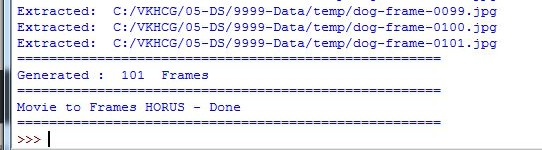 Extracted:  C:/VKHCG/05-DS/9999-Data/temp/dog-frame-0099.jpg
Extracted:  C:/VKHCG/05-DS/9999-Data/temp/dog-frame-0100.jpg
Extracted:  C:/VKHCG/05-DS/9999-Data/temp/dog-frame-0101.jpg
=====================================================
Generated :  101  Frames
=====================================================
Movie to Frames HORUS - Done
=====================================================
>>>